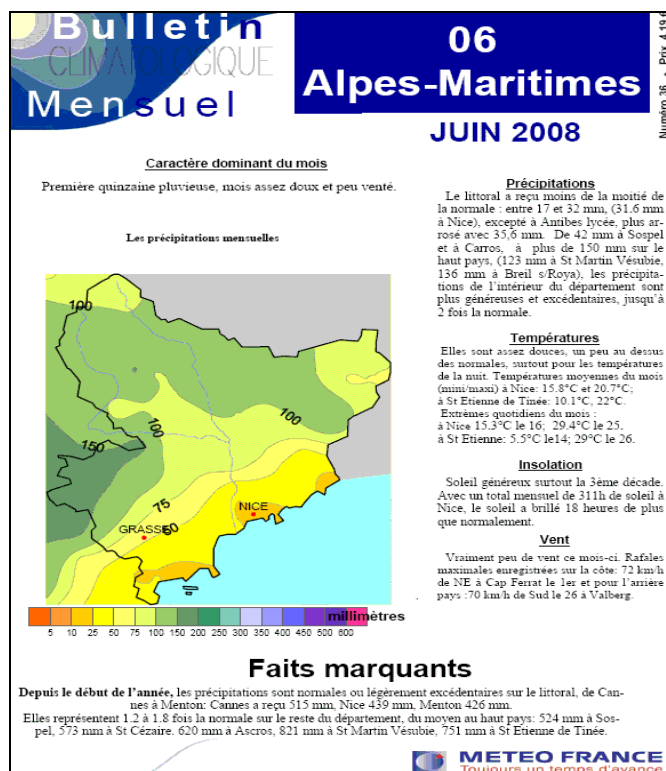 Bulletin
CLIMATOLOGIQUE
Mensuel
06
Alpes-Maritimes
JUIN 2008
Numéro 36 • Prix 4,19 €
Caractère dominant du mois
Première quinzaine pluvieuse, mois assez doux et peu venté.
Les précipitations mensuelles
100
100
100
150
75
50
NICE
GRASSE
millimètres
5 10 25 50 75 100 150 200 250 300 350 400 450 500 600
Précipitations
Le littoral a reçu moins de la moitié de
la normale : entre 17 et 32 mm, (31.6 mm
à Nice), excepté à Antibes lycée, plus ar-
rosé avec 35,6 mm. De 42 mm à Sospel
et à Carros, à plus de 150 mm sur le
haut pays, (123 mm à St Martin Vésubie,
136 mm à Breil s/Roya), les précipita-
tions de l'intérieur du département sont
plus généreuses et excédentaires, jusqu'à
2 fois la normale.
Températures
Elles sont assez douces, un peu au dessus
des normales, surtout pour les températures
de la nuit. Températures moyennes du mois
(mini/maxi) à Nice: 15.8°C et 20.7°C;
à St Etienne de Tinée: 10.1°C, 22°C.
Extrêmes quotidiens du mois :
à Nice 15.3°C le 16; 29.4°C le 25.
à St Etienne: 5.5°C le14; 29°C le 26.
Insolation
Soleil généreux surtout la 3ème décade.
Avec un total mensuel de 311h de soleil à
Nice, le soleil a brillé 18 heures de plus
que normalement.
Vent
Vraiment peu de vent ce mois-ci. Rafales
maximales enregistrées sur la côte: 72 km/h
de NE à Cap Ferrat le 1er et pour l'arrière
pays :70 km/h de Sud le 26 à Valberg.
Faits marquants
Depuis le début de l'année, les précipitations sont normales ou légèrement excédentaires sur le littoral, de Can-
nes à Menton: Cannes a reçu 515 mm, Nice 439 mm, Menton 426 mm.
Elles représentent 1.2 à 1.8 fois la normale sur le reste du département, du moyen au haut pays: 524 mm à Sos-
pel, 573 mm à St Cézaire. 620 mm à Ascros, 821 mm à St Martin Vésubie, 751 mm à St Etienne de Tinée.
METEO FRANCE
Toujours un temps d'avance